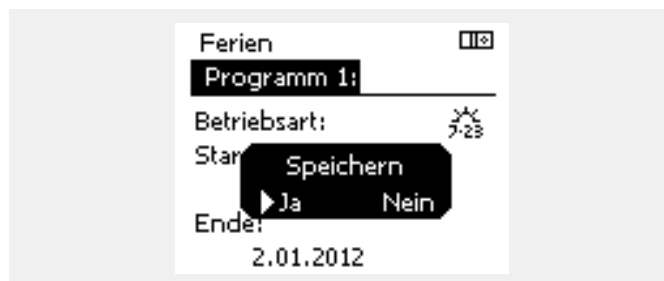 Ferien
Programm 1:
Betriebsart:
7-23
Star
Speichern
Ja Nein
Ende:
2.01.2012